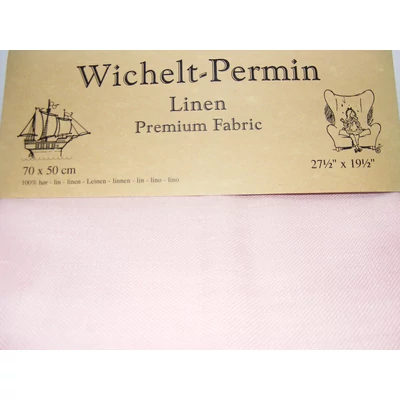 Wichelt-Permin
Linen
Premium Fabric
70 x 50 cm
27½" x 19½"
100% hør - lin - linen - Leinen - linnen - lin - lino - lino